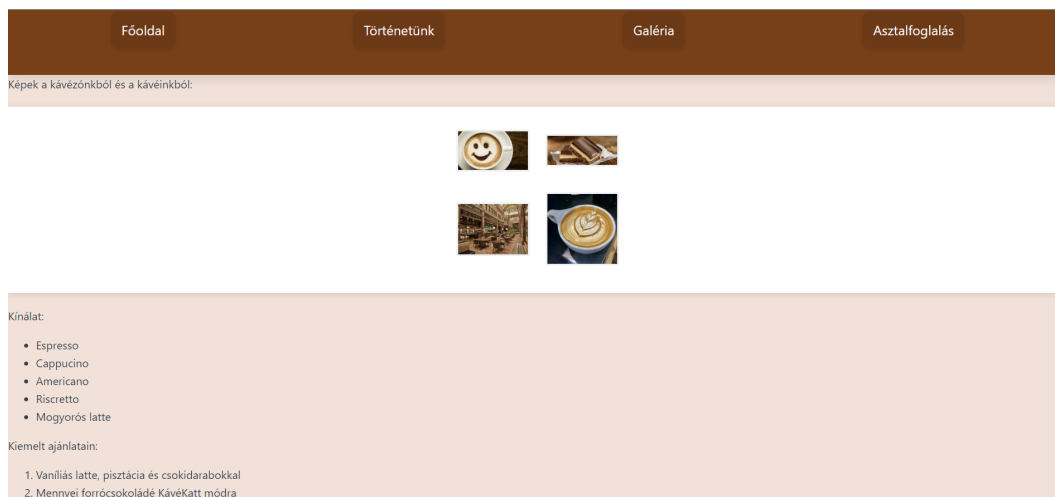 Főoldal Történetünk Galéria Asztalfoglalás
Képek a kávézónkból és a kávéinkból:
Kínálat:
Espresso
Cappucino
Americano
Riscretto
Mogyorós latte
Kiemelt ajánlatain:
1. Vaníliás latte, pisztácia és csokidarabokkal
2. Mennyei forrócsokoládé KávéKatt módra